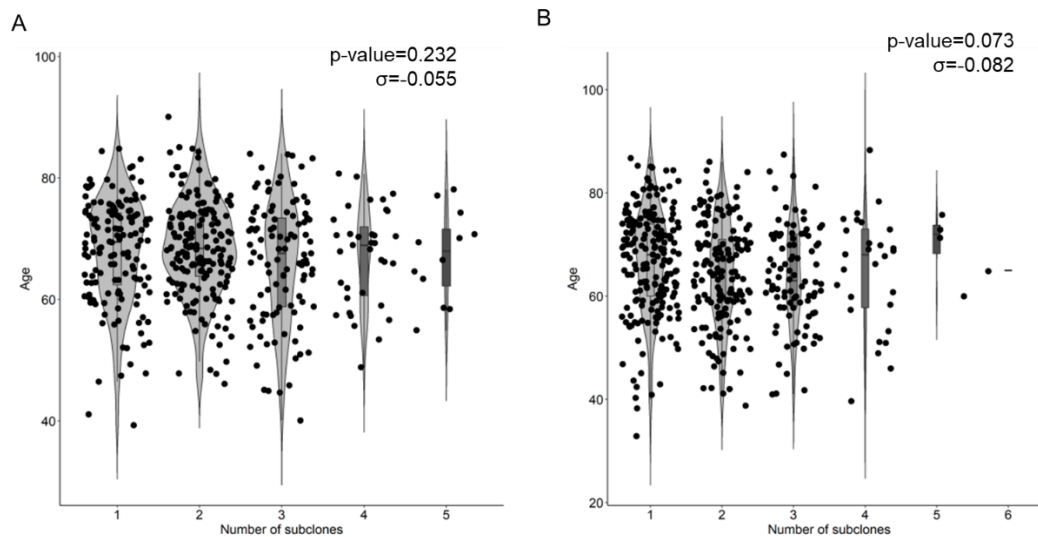 A
p-value=0.232
σ=-0.055
100
80
60
40
Age
1 2 3 4 5
Number of subclones
B
p-value=0.073
σ=-0.082
100
80
60
40
20
Age
1 2 3 4 5 6
Number of subclones